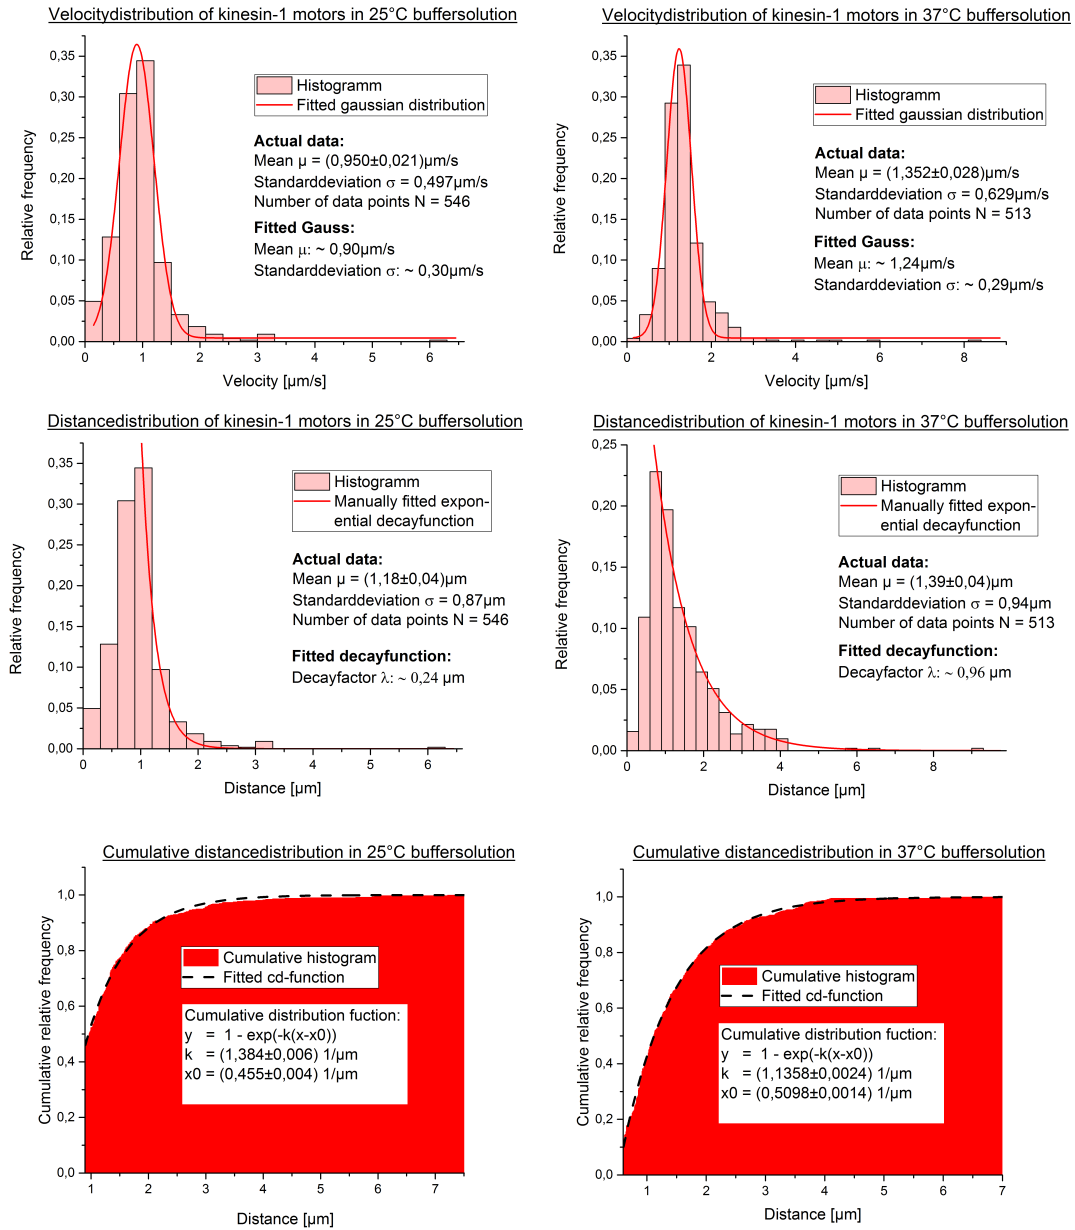 Velocitydistribution of kinesin-1 motors in 25°C buffersolution
0,35
0,30
0,25
0,20
0,15
0,10
0,05
0,00
Relative frequency
Histogramm
Fitted gaussian distribution
Actual data:
Mean µ = (0,950±0,021)µm/s
Standarddeviation σ = 0,497µm/s
Number of data points N = 546
Fitted Gauss:
Mean μ: ~ 0,90µm/s
Standarddeviation σ: ~ 0,30µm/s
0 1 2 3 4 5 6
Velocity [µm/s]
Velocitydistribution of kinesin-1 motors in 37°C buffersolution
0,35
0,30
0,25
0,20
0,15
0,10
0,05
0,00
Relative frequency
Histogramm
Fitted gaussian distribution
Actual data:
Mean µ = (1,352±0,028)µm/s
Standarddeviation σ = 0,629µm/s
Number of data points N = 513
Fitted Gauss:
Mean μ: ~ 1,24µm/s
Standarddeviation σ: ~ 0,29µm/s
0 2 4 6 8
Velocity [µm/s]
Distancedistribution of kinesin-1 motors in 25°C buffersolution
0,35
0,30
0,25
0,20
0,15
0,10
0,05
0,00
Relative frequency
Histogramm
Manually fitted expon-
ential decayfunction
Actual data:
Mean µ = (1,18±0,04)µm
Standarddeviation σ = 0,87µm
Number of data points N = 546
Fitted decayfunction:
Decayfactor λ: ~ 0,24 µm
0 1 2 3 4 5 6
Distance [µm]
Distancedistribution of kinesin-1 motors in 37°C buffersolution
0,25
0,20
0,15
0,10
0,05
0,00
Relative frequency
Histogramm
Manually fitted expon-
ential decayfunction
Actual data:
Mean µ = (1,39±0,04)µm
Standarddeviation σ = 0,94µm
Number of data points N = 513
Fitted decayfunction:
Decayfactor λ: ~ 0,96 µm
0 2 4 6 8
Distance [µm]
Cumulative distancedistribution in 25°C buffersolution
1,0
0,8
0,6
0,4
0,2
0,0
Cumulative relative frequency
Cumulative histogram
Fitted cd-function
Cumulative distribution fuction:
y = 1 - exp(-k(x-x0))
k = (1,384±0,006) 1/µm
x0 = (0,455±0,004) 1/µm
1 2 3 4 5 6 7
Distance [µm]
Cumulative distancedistribution in 37°C buffersolution
1,0
0,8
0,6
0,4
0,2
0,0
Cumulative relative frequency
Cumulative histogram
Fitted cd-function
Cumulative distribution fuction:
y = 1 - exp(-k(x-x0))
k = (1,1358±0,0024) 1/µm
x0 = (0,5098±0,0014) 1/µm
1 2 3 4 5 6 7
Distance [µm]